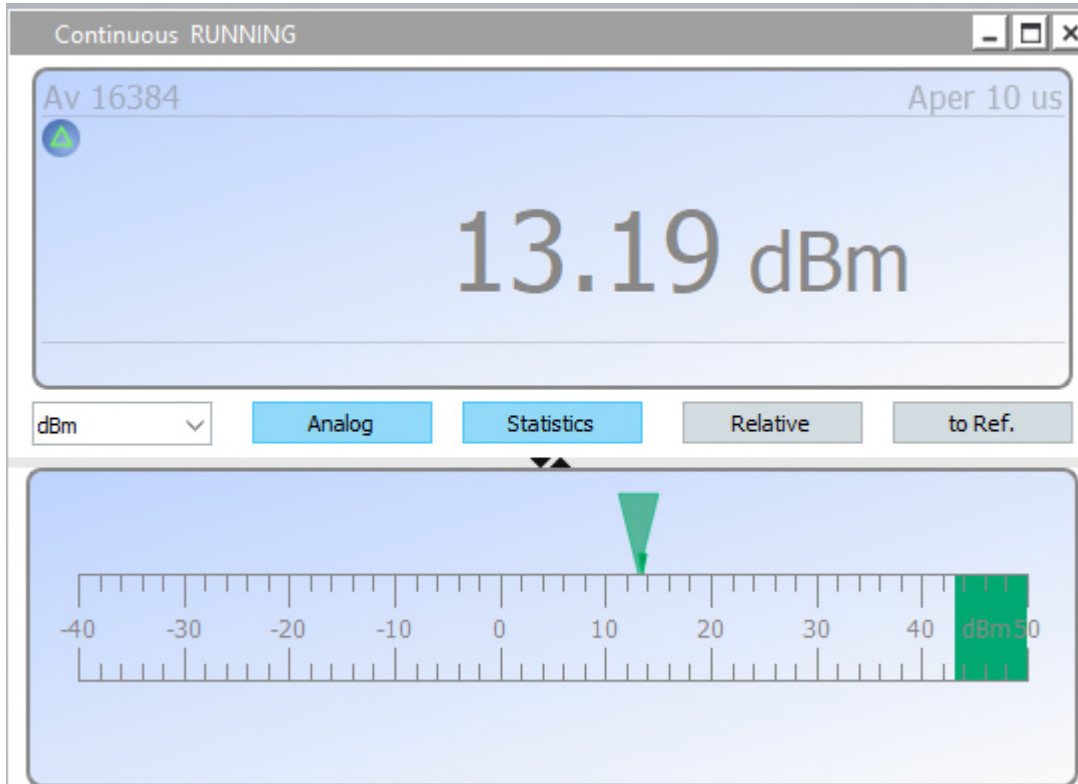 Continuous RUNNING
Av 16384 Aper 10 us
13.19 dBm
dBm Analog Statistics Relative to Ref.
-40 -30 -20 -10 0 10 20 30 40 dBm50